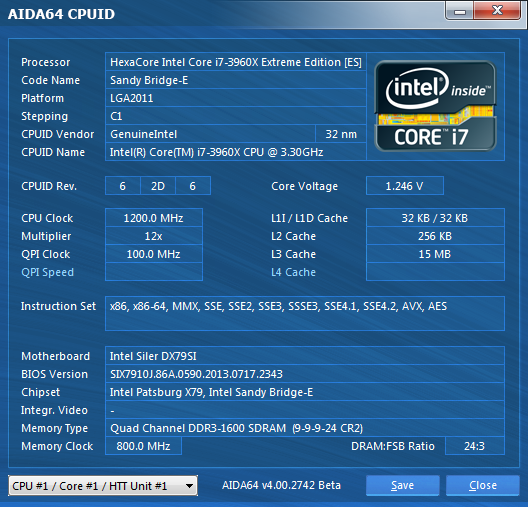 AIDA64 CPUID
Processor HexaCore Intel Core i7-3960X Extreme Edition [ES]
Code Name Sandy Bridge-E
Platform LGA2011
Stepping C1
CPUID Vendor GenuineIntel 32 nm
CPUID Name Intel(R) Core(TM) i7-3960X CPU @ 3.30GHz
intel inside™
CORE i7
CPUID Rev. 6 2D 6 Core Voltage 1.246 V
CPU Clock 1200.0 MHz L1I / L1D Cache 32 KB / 32 KB
Multiplier 12x L2 Cache 256 KB
QPI Clock 100.0 MHz L3 Cache 15 MB
QPI Speed L4 Cache
Instruction Set x86, x86-64, MMX, SSE, SSE2, SSE3, SSSE3, SSE4.1, SSE4.2, AVX, AES
Motherboard Intel Siler DX79SI
BIOS Version SIX7910J.86A.0590.2013.0717.2343
Chipset Intel Patsburg X79, Intel Sandy Bridge-E
Integr. Video -
Memory Type Quad Channel DDR3-1600 SDRAM (9-9-9-24 CR2)
Memory Clock 800.0 MHz DRAM:FSB Ratio 24:3
CPU #1 / Core #1 / HTT Unit #1 AIDA64 v4.00.2742 Beta Save Close